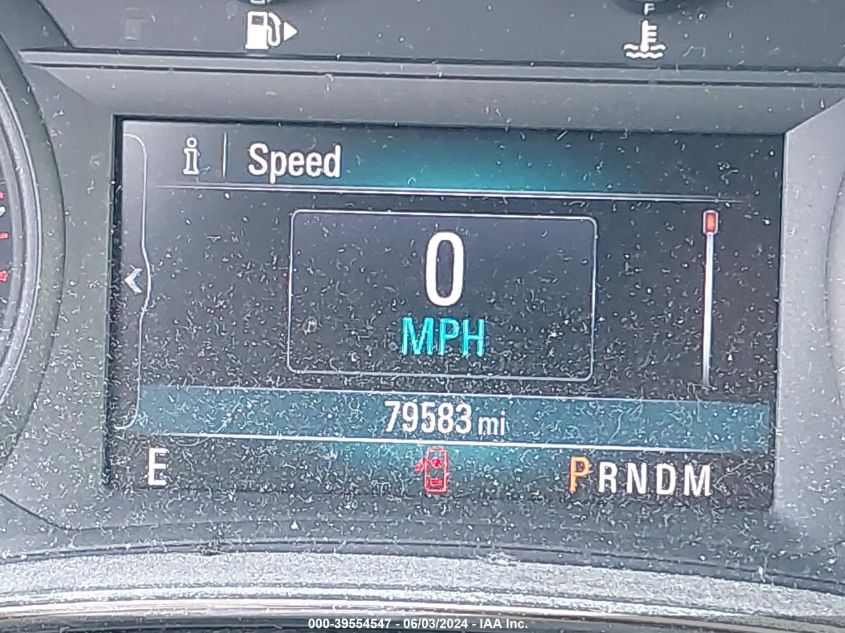 F
i Speed
0
MPH
79583 mi
E PRNDM
000-39554547 - 06/03/2024 - IAA Inc.